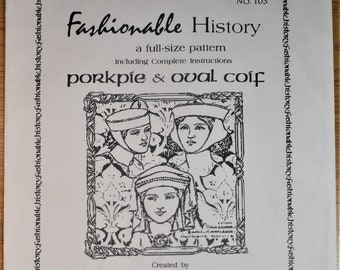 NO. 103
Fashionable History
a full-size pattern
Including Complete Instructions
porkpie & oval coif
Created by